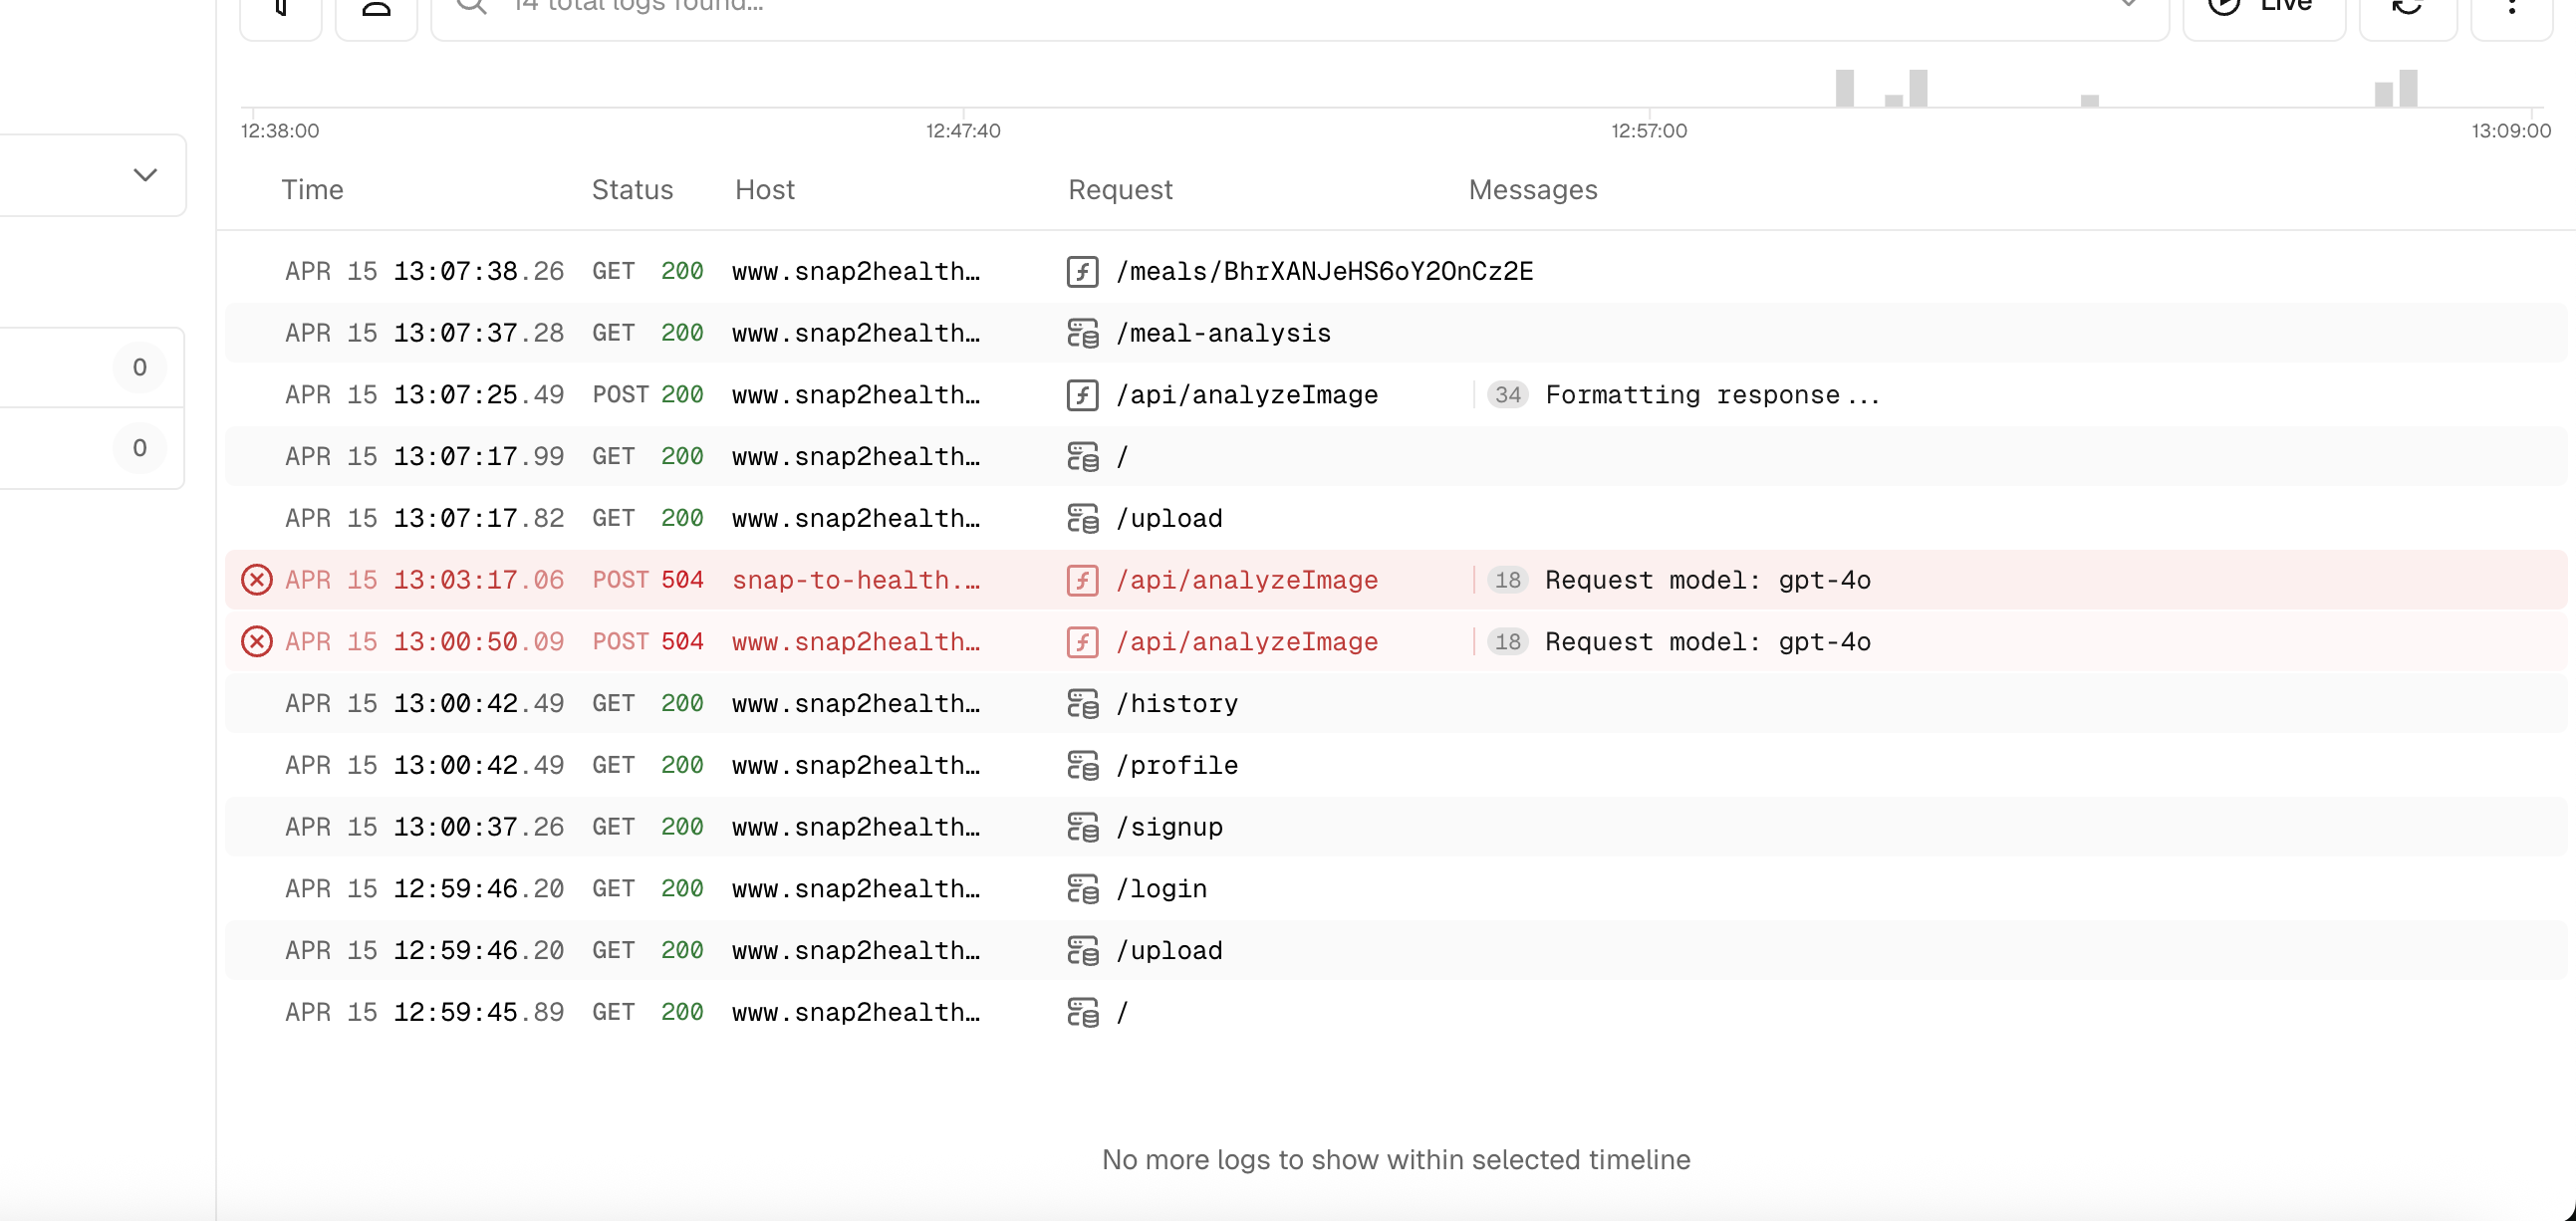 14 total logs found...
Live
12:38:00 12:47:40 12:57:00 13:09:00
Time Status Host Request Messages
APR 15 13:07:38.26 GET 200 www.snap2health… /meals/BhrXANJeHS6oY2OnCz2E
APR 15 13:07:37.28 GET 200 www.snap2health… /meal-analysis
0
APR 15 13:07:25.49 POST 200 www.snap2health… /api/analyzeImage 34 Formatting response...
0
APR 15 13:07:17.99 GET 200 www.snap2health… /
APR 15 13:07:17.82 GET 200 www.snap2health… /upload
APR 15 13:03:17.06 POST 504 snap-to-health.… /api/analyzeImage 18 Request model: gpt-4o
APR 15 13:00:50.09 POST 504 www.snap2health… /api/analyzeImage 18 Request model: gpt-4o
APR 15 13:00:42.49 GET 200 www.snap2health… /history
APR 15 13:00:42.49 GET 200 www.snap2health… /profile
APR 15 13:00:37.26 GET 200 www.snap2health… /signup
APR 15 12:59:46.20 GET 200 www.snap2health… /login
APR 15 12:59:46.20 GET 200 www.snap2health… /upload
APR 15 12:59:45.89 GET 200 www.snap2health… /
No more logs to show within selected timeline